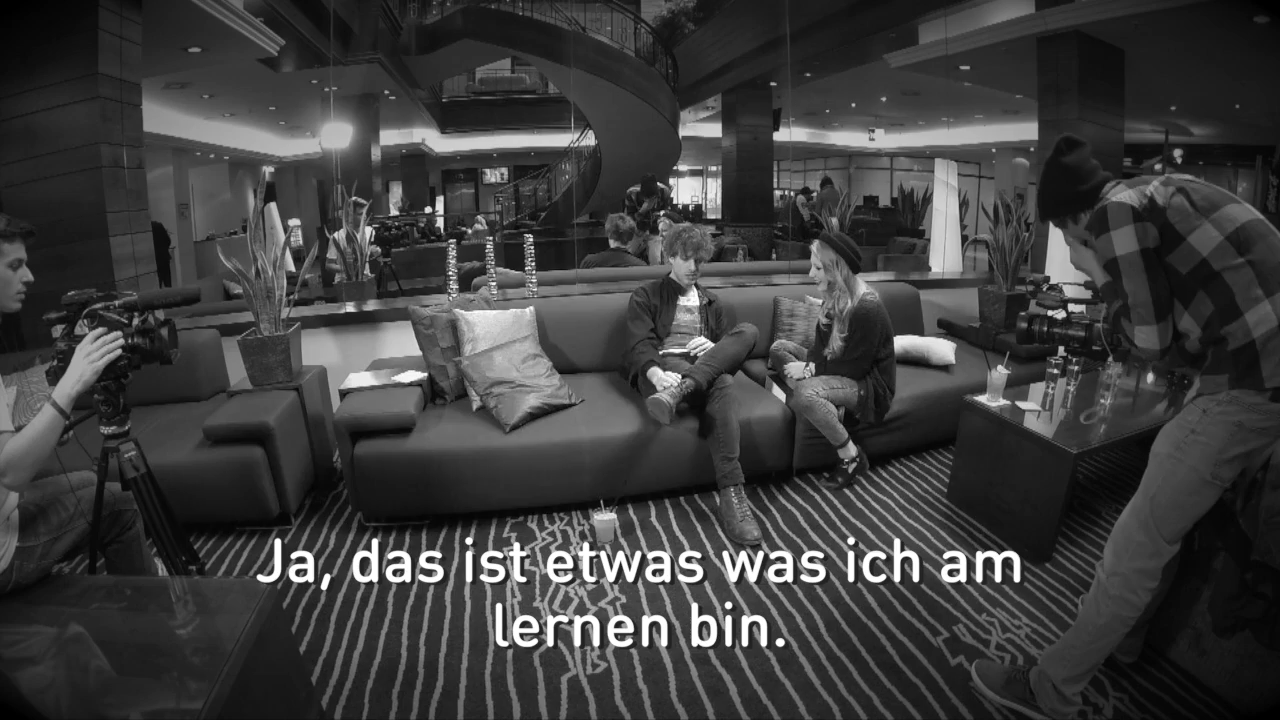 Ja, das ist etwas was ich am
lernen bin.